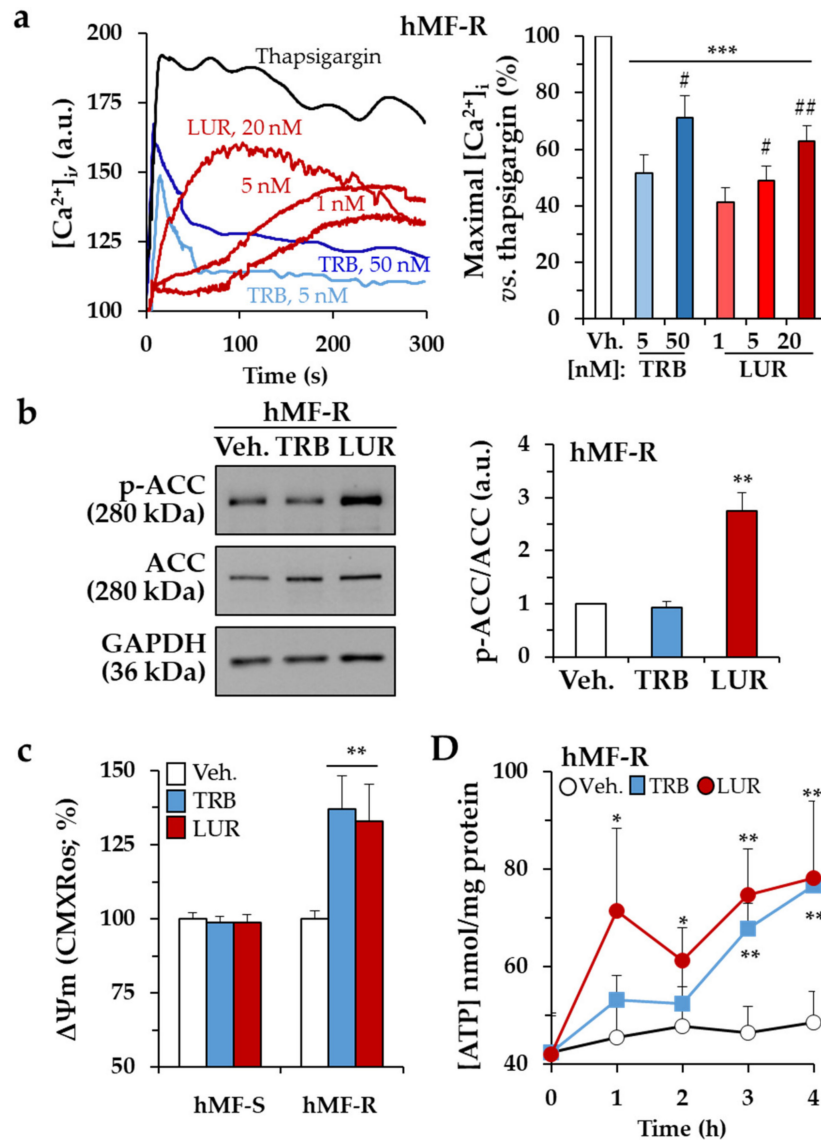 a
hMF-R
[Ca²⁺]ᵢ, (a.u.)
200
175
150
125
100
Thapsigargin
LUR, 20 nM
5 nM
1 nM
TRB, 50 nM
TRB, 5 nM
0 100 200 300
Time (s)
Maximal [Ca²⁺]ᵢ
vs. thapsigargin (%)
100
80
60
40
20
0
***
#
#
##
Vh. 5 50 1 5 20
[nM]: TRB LUR
b
hMF-R
Veh. TRB LUR
p-ACC
(280 kDa)
ACC
(280 kDa)
GAPDH
(36 kDa)
hMF-R
p-ACC/ACC (a.u.)
4
3
2
1
0
**
Veh. TRB LUR
c
ΔΨm (CMXRos; %)
150
125
100
75
50
Veh.
TRB
LUR
**
hMF-S hMF-R
D
hMF-R
Veh. TRB LUR
[ATP] nmol/mg protein
100
80
60
40
*
*
**
**
**
**
0 1 2 3 4
Time (h)